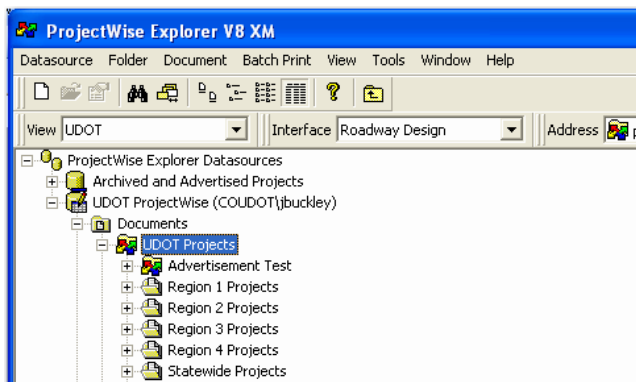 ProjectWise Explorer V8 XM
Datasource Folder Document Batch Print View Tools Window Help
View UDOT Interface Roadway Design Address
ProjectWise Explorer Datasources
Archived and Advertised Projects
UDOT ProjectWise (COUDOT\jbuckley)
Documents
UDOT Projects
Advertisement Test
Region 1 Projects
Region 2 Projects
Region 3 Projects
Region 4 Projects
Statewide Projects